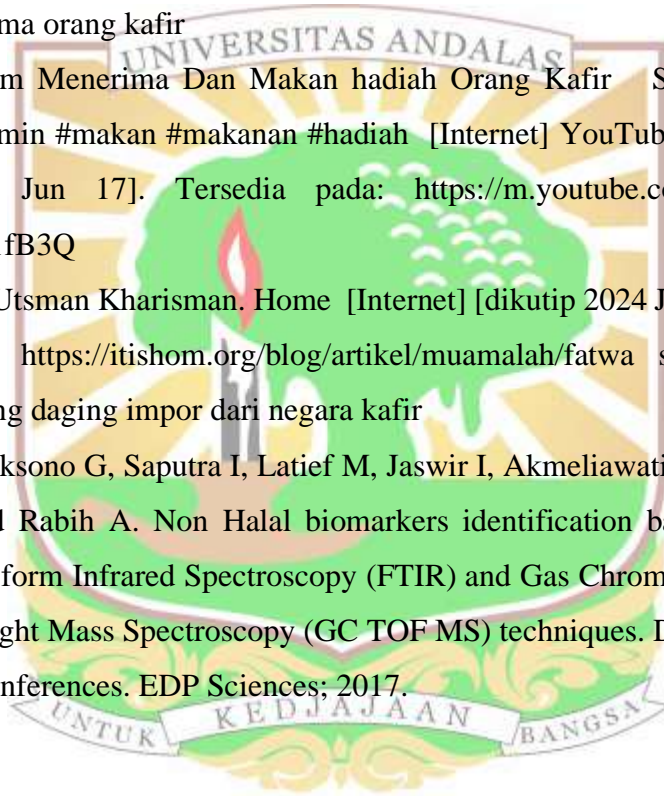 ma orang kafir
UNIVERSITAS ANDALAS
m Menerima Dan Makan hadiah Orang Kafir S
min #makan #makanan #hadiah [Internet] YouTub
Jun 17]. Tersedia pada: https://m.youtube.c
fB3Q
Utsman Kharisman. Home [Internet] [dikutip 2024 J
https://itishom.org/blog/artikel/muamalah/fatwa s
ng daging impor dari negara kafir
ksono G, Saputra I, Latief M, Jaswir I, Akmeliawati
d Rabih A. Non Halal biomarkers identification ba
form Infrared Spectroscopy (FTIR) and Gas Chrom
ght Mass Spectroscopy (GC TOF MS) techniques. D
onferences. EDP Sciences; 2017.
UNTUK KEDJAJAAN BANGSA